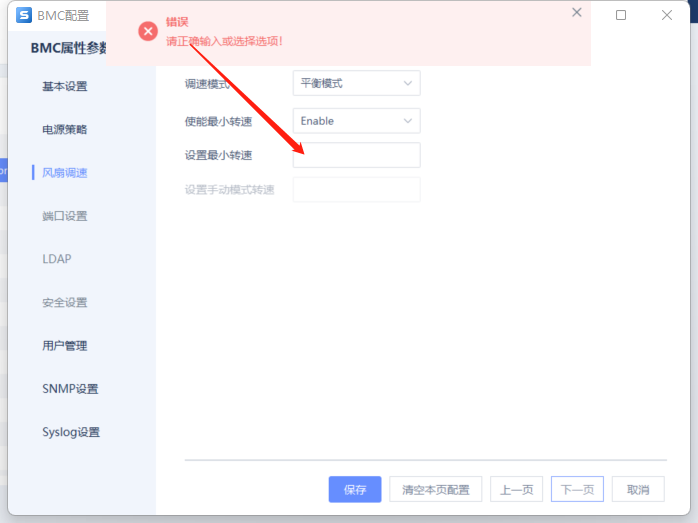 BMC配置
错误
请正确输入或选择选项!
BMC属性参数
基本设置
电源策略
风扇调速
端口设置
LDAP
安全设置
用户管理
SNMP设置
Syslog设置
调速模式
平衡模式
使能最小转速
Enable
设置最小转速
设置手动模式转速
保存
清空本页配置
上一页
下一页
取消